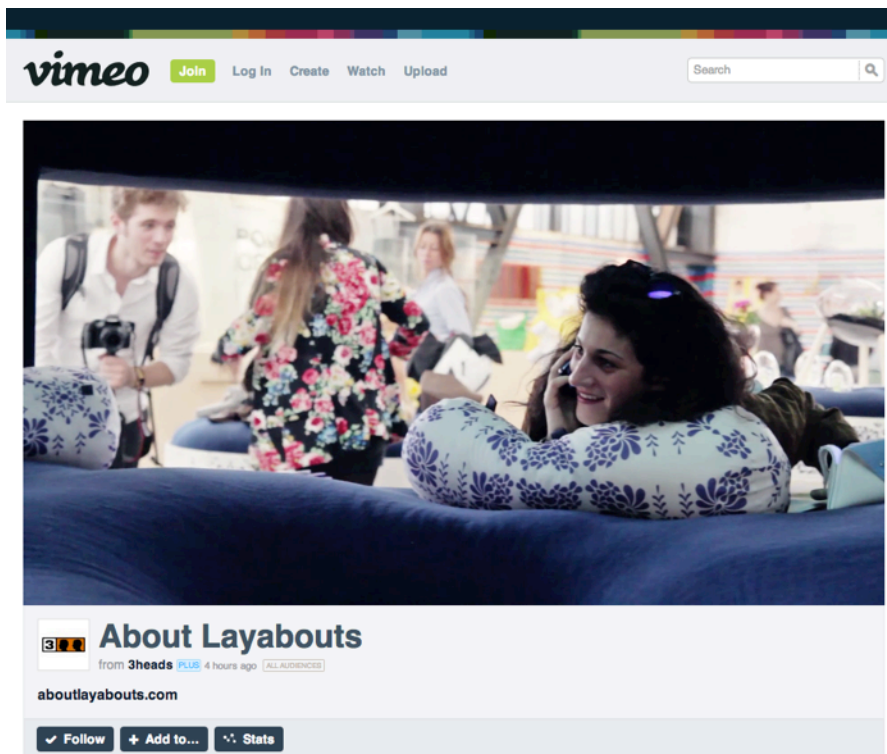 vimeo Join Log In Create Watch Upload Search
3
About Layabouts
from 3heads PLUS 4 hours ago ALL AUDIENCES
aboutlayabouts.com
Follow + Add to... Stats